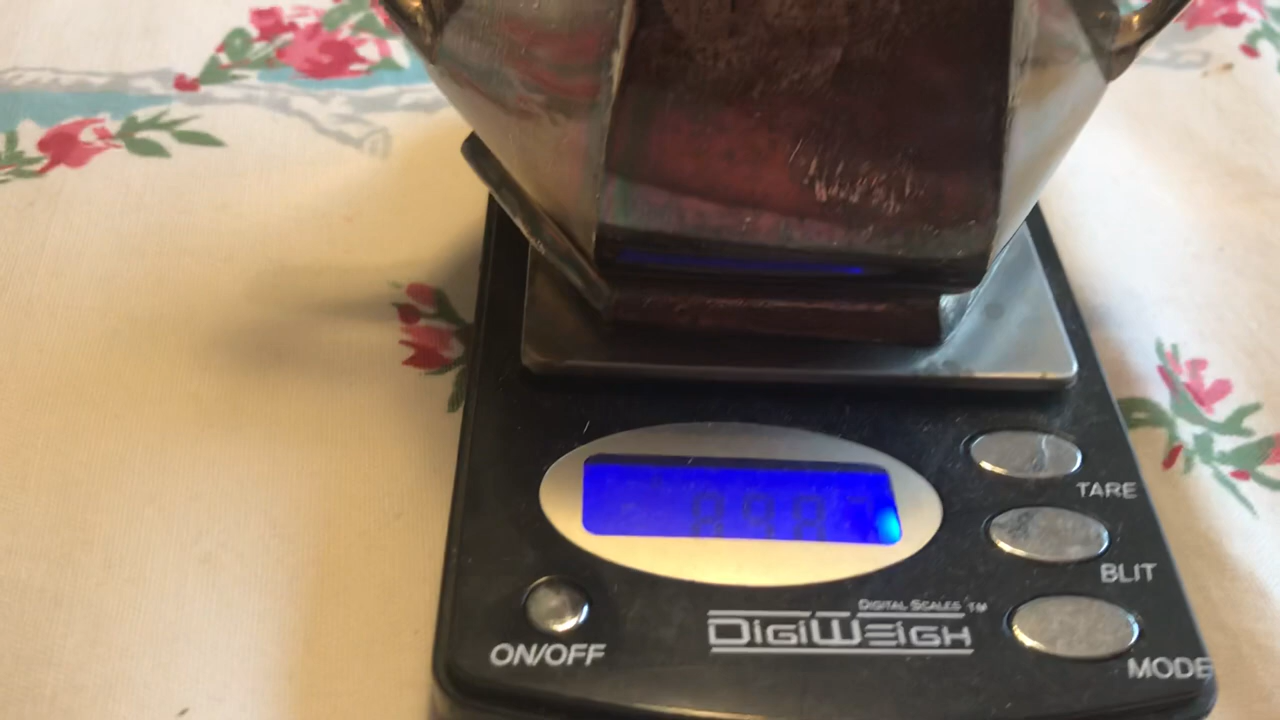 TARE
BLIT
DIGITAL SCALES ™
DIGIWEIGH
ON/OFF
MODE